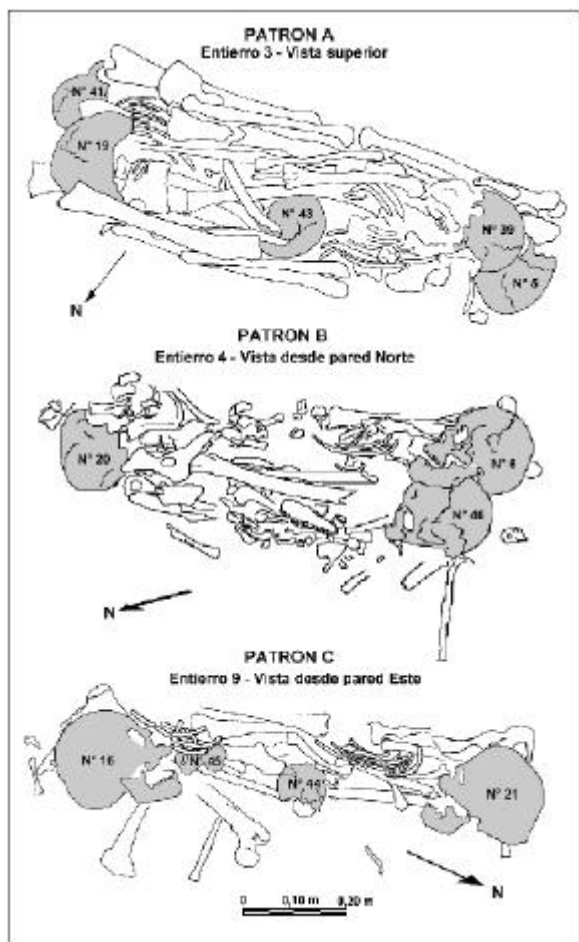 PATRON A
Entierro 3 - Vista superior
N° 41
N° 19
N° 43
N° 39
N° 5
N
PATRON B
Entierro 4 - Vista desde pared Norte
N° 20
N° 6
N° 46
N
PATRON C
Entierro 9 - Vista desde pared Este
N° 16
N° 45
N° 44
N° 21
N
0 0,10 m 0,20 m